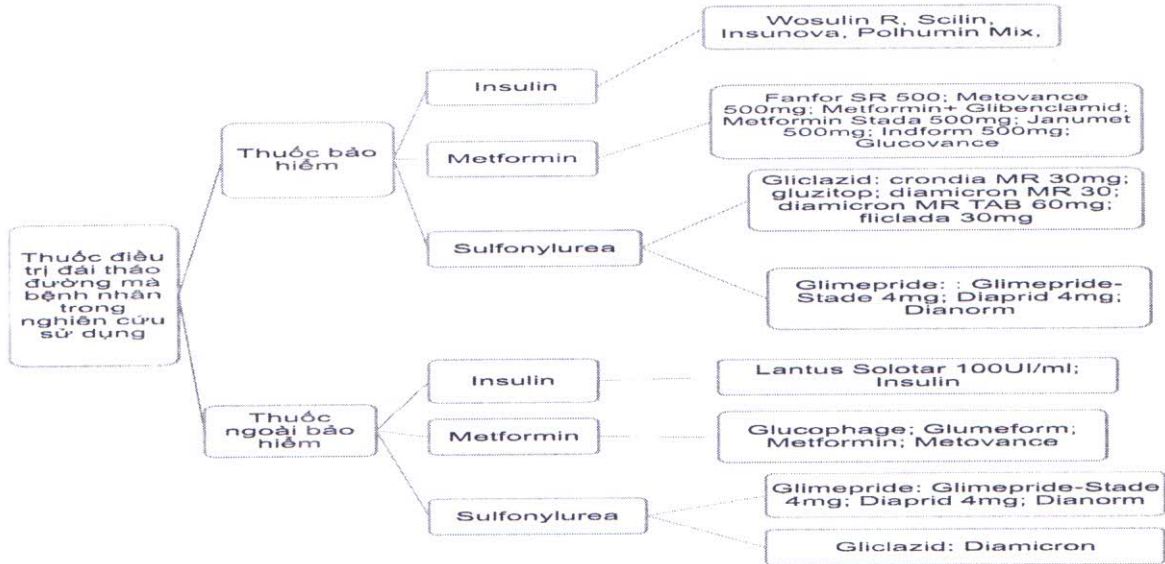 Thuốc điều
trị đái tháo
đường mà
bệnh nhân
trong
nghiên cứu
sử dụng
Thuốc bảo
hiểm
Insulin
Wosulin R, Scilin,
Insunova, Polhumin Mix,
Metformin
Fanfor SR 500; Metovance
500mg; Metformin+ Glibenclamid;
Metformin Stada 500mg; Janumet
500mg; Indform 500mg;
Glucovance
Sulfonylurea
Gliclazid: crondia MR 30mg;
gluzitop; diamicron MR 30;
diamicron MR TAB 60mg;
fliclada 30mg
Glimepride: : Glimepride-
Stade 4mg; Diaprid 4mg;
Dianorm
Thuốc
ngoài bảo
hiểm
Insulin
Lantus Solotar 100UI/ml;
Insulin
Metformin
Glucophage; Glumeform;
Metformin; Metovance
Sulfonylurea
Glimepride: Glimepride-Stade
4mg; Diaprid 4mg; Dianorm
Gliclazid: Diamicron